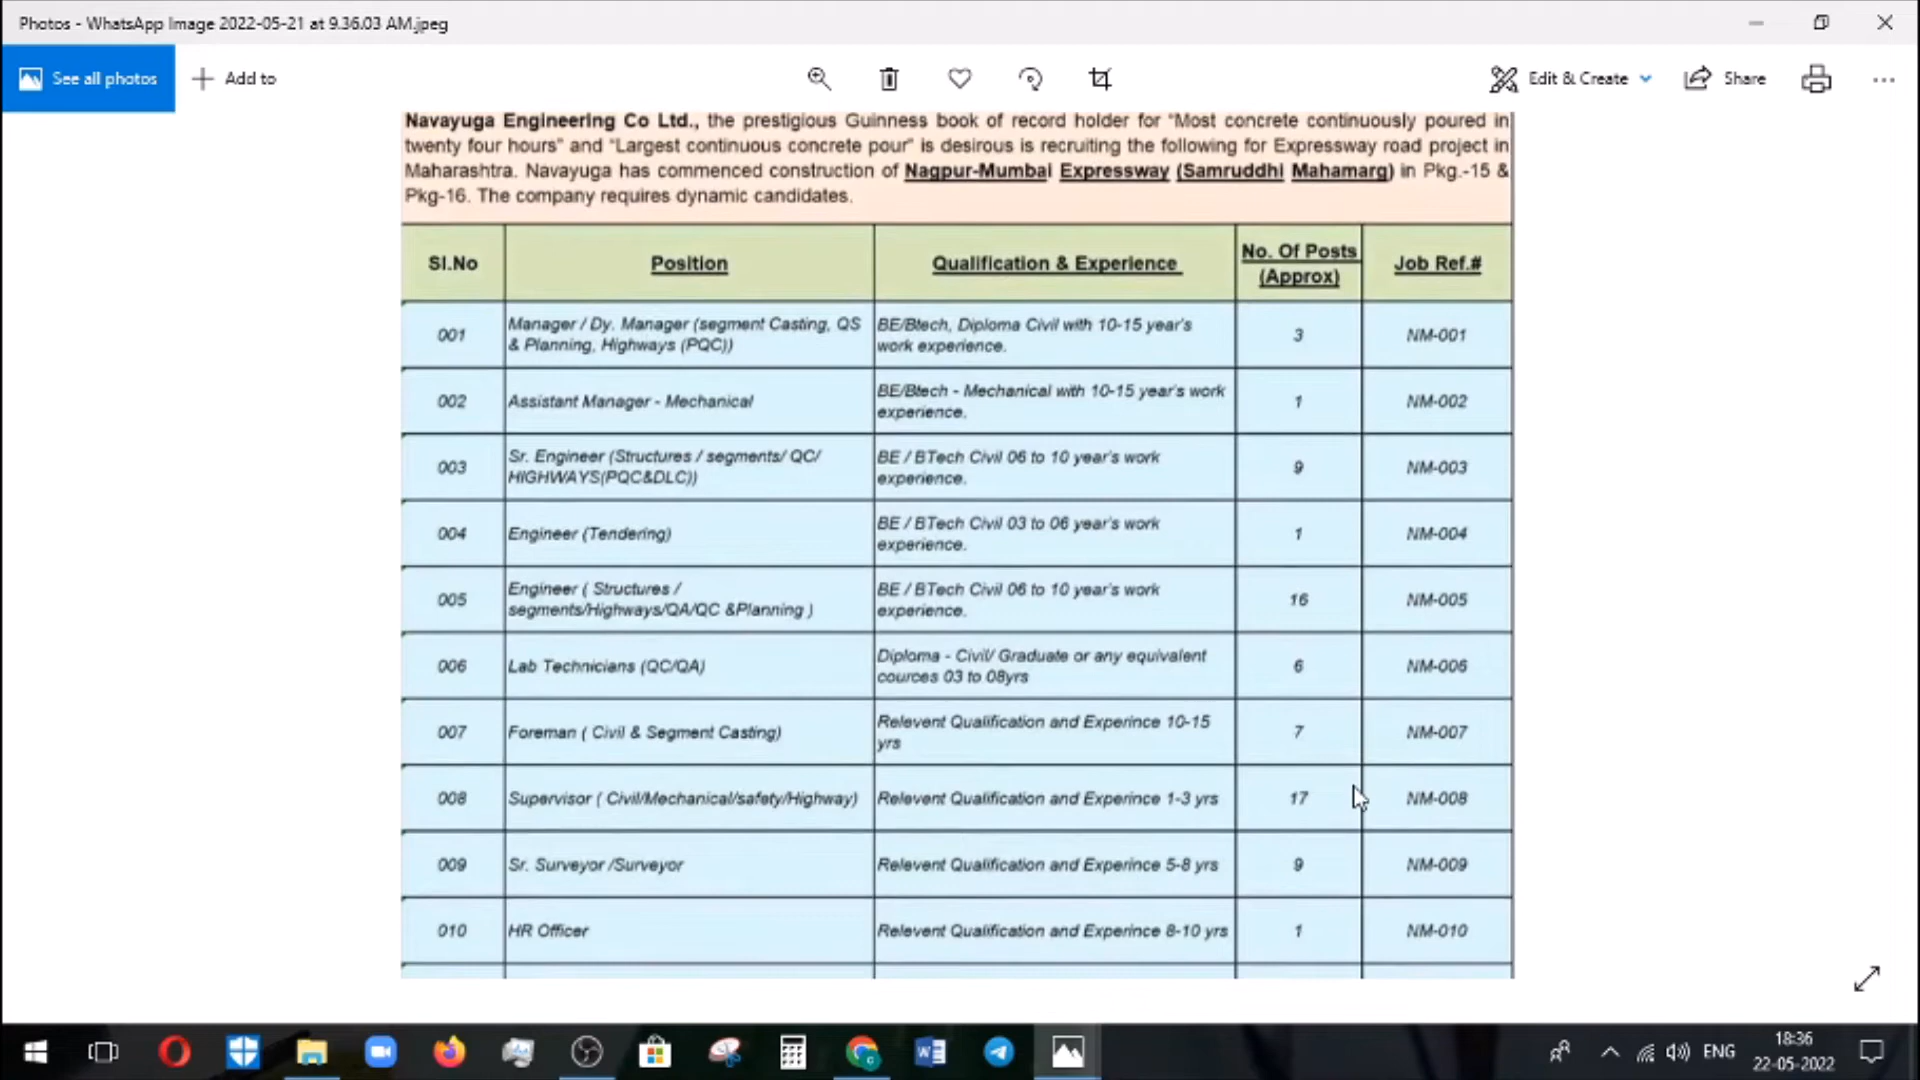 Photos - WhatsApp Image 2022-05-21 at 9.36.03 AM.jpeg
See all photos
Add to
Edit & Create
Share
Navayuga Engineering Co Ltd., the prestigious Guinness book of record holder for “Most concrete continuously poured in
twenty four hours” and “Largest continuous concrete pour” is desirous is recruiting the following for Expressway road project in
Maharashtra. Navayuga has commenced construction of Nagpur-Mumbai Expressway (Samruddhi Mahamarg) in Pkg.-15 &
Pkg-16. The company requires dynamic candidates.
Sl.No
Position
Qualification & Experience
No. Of Posts
(Approx)
Job Ref.#
001
Manager / Dy. Manager (segment Casting, QS
& Planning, Highways (PQC))
BE/Btech, Diploma Civil with 10-15 year's
work experience.
3
NM-001
002
Assistant Manager - Mechanical
BE/Btech - Mechanical with 10-15 year's work
experience.
1
NM-002
003
Sr. Engineer (Structures / segments/ QC/
HIGHWAYS(PQC&DLC))
BE / BTech Civil 06 to 10 year's work
experience.
9
NM-003
004
Engineer (Tendering)
BE / BTech Civil 03 to 06 year's work
experience.
1
NM-004
005
Engineer ( Structures /
segments/Highways/QA/QC &Planning )
BE / BTech Civil 06 to 10 year's work
experience.
16
NM-005
006
Lab Technicians (QC/QA)
Diploma - Civil/ Graduate or any equivalent
cources 03 to 08yrs
6
NM-006
007
Foreman ( Civil & Segment Casting)
Relevent Qualification and Experince 10-15
yrs
7
NM-007
008
Supervisor ( Civil/Mechanical/safety/Highway)
Relevent Qualification and Experince 1-3 yrs
17
NM-008
009
Sr. Surveyor /Surveyor
Relevent Qualification and Experince 5-8 yrs
9
NM-009
010
HR Officer
Relevent Qualification and Experince 8-10 yrs
1
NM-010
ENG
18:36
22-05-2022